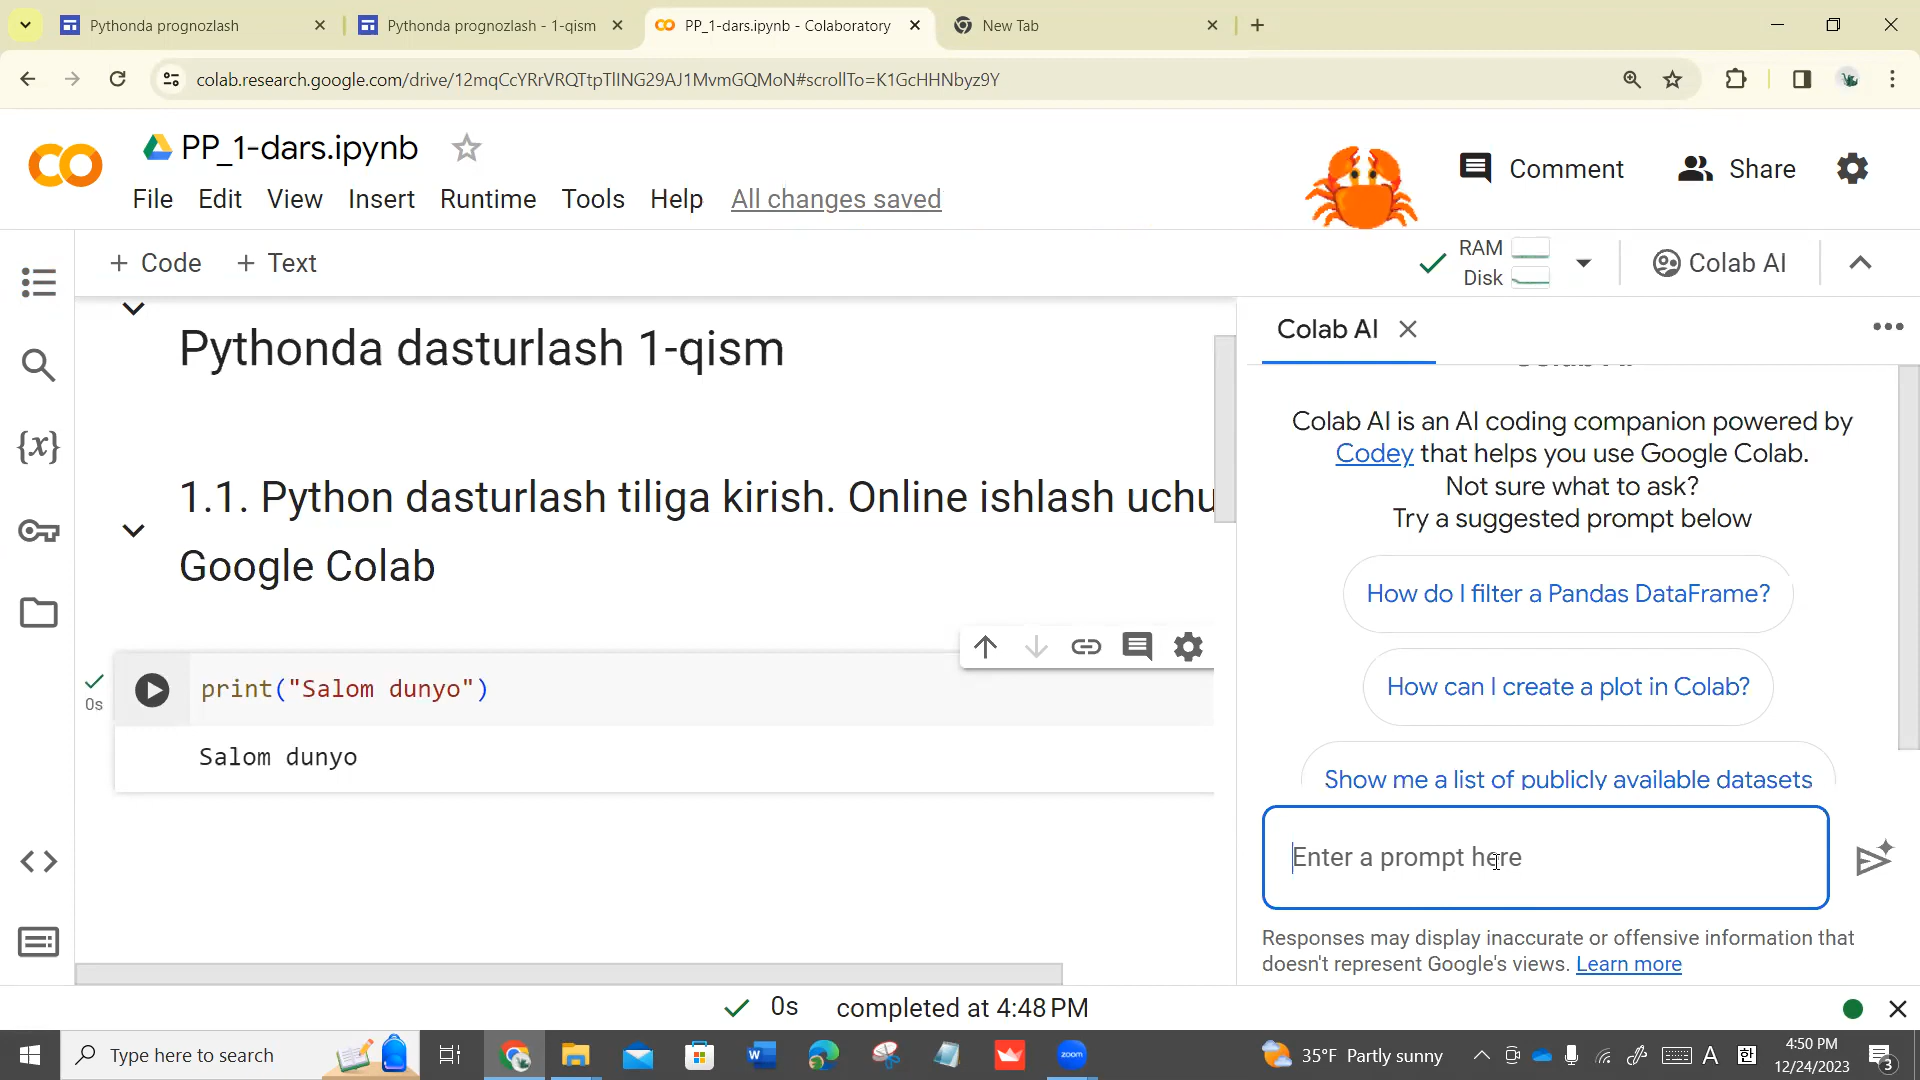 Pythonda prognozlash
Pythonda prognozlash - 1-qism
PP_1-dars.ipynb - Colaboratory
New Tab
colab.research.google.com/drive/12mqCcYRrVRQTtpTlING29AJ1MvmGQMoN#scrollTo=K1GcHHNbyz9Y
PP_1-dars.ipynb
Comment
Share
File Edit View Insert Runtime Tools Help All changes saved
+ Code + Text
RAM
Disk
Colab AI
Pythonda dasturlash 1-qism
1.1. Python dasturlash tiliga kirish. Online ishlash uchu
Google Colab
{x}
0s
print("Salom dunyo")
Salom dunyo
Colab AI
Colab AI is an AI coding companion powered by
Codey that helps you use Google Colab.
Not sure what to ask?
Try a suggested prompt below
How do I filter a Pandas DataFrame?
How can I create a plot in Colab?
Show me a list of publicly available datasets
Enter a prompt here
Responses may display inaccurate or offensive information that
doesn't represent Google's views. Learn more
0s completed at 4:48 PM
Type here to search
zoom
35°F Partly sunny
A
한
4:50 PM
12/24/2023
3